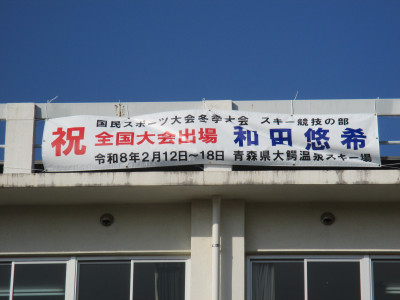 国民スポーツ大会冬季大会 スキー競技の部
祝 全国大会出場 和田悠希
令和8年2月12日~18日 青森県大鰐温泉スキー場